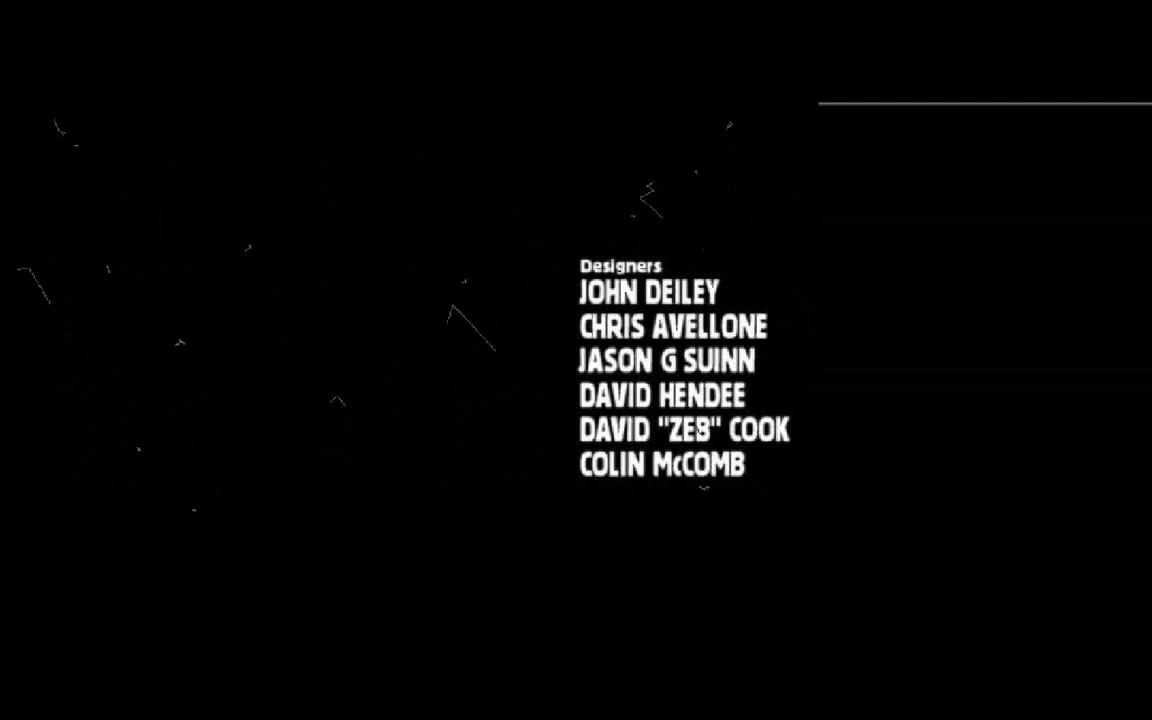 Designers
JOHN DEILEY
CHRIS AVELLONE
JASON G SUINN
DAVID HENDEE
DAVID "ZEB" COOK
COLIN McCOMB